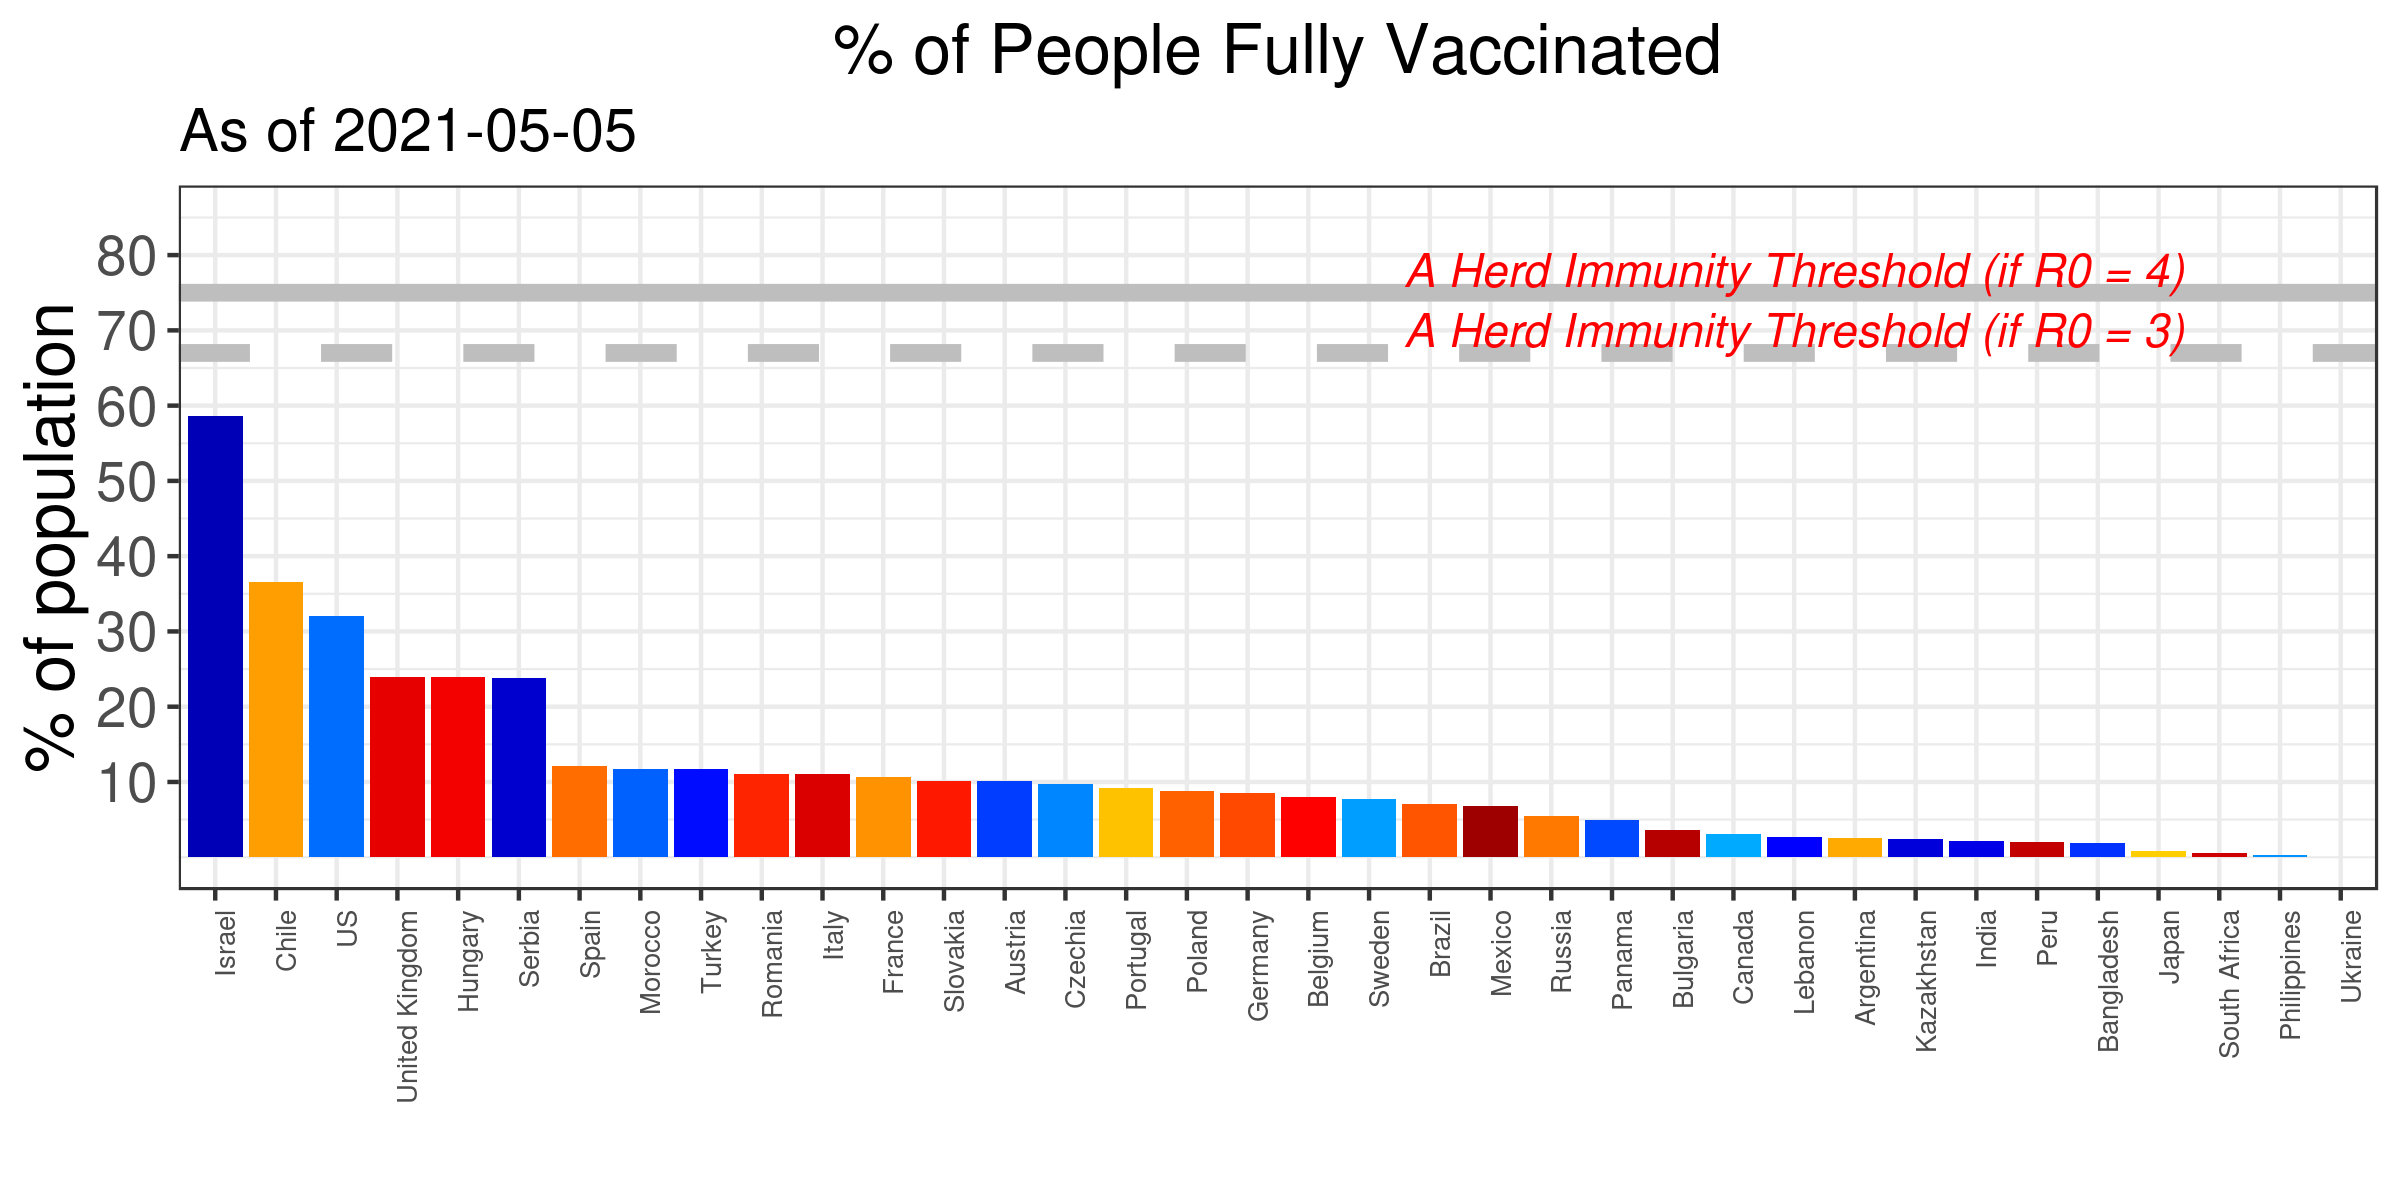 % of People Fully Vaccinated
As of 2021-05-05
% of population
80
70
60
50
40
30
20
10
A Herd Immunity Threshold (if R0 = 4)
A Herd Immunity Threshold (if R0 = 3)
Israel
Chile
US
United Kingdom
Hungary
Serbia
Spain
Morocco
Turkey
Romania
Italy
France
Slovakia
Austria
Czechia
Portugal
Poland
Germany
Belgium
Sweden
Brazil
Mexico
Russia
Panama
Bulgaria
Canada
Lebanon
Argentina
Kazakhstan
India
Peru
Bangladesh
Japan
South Africa
Philippines
Ukraine